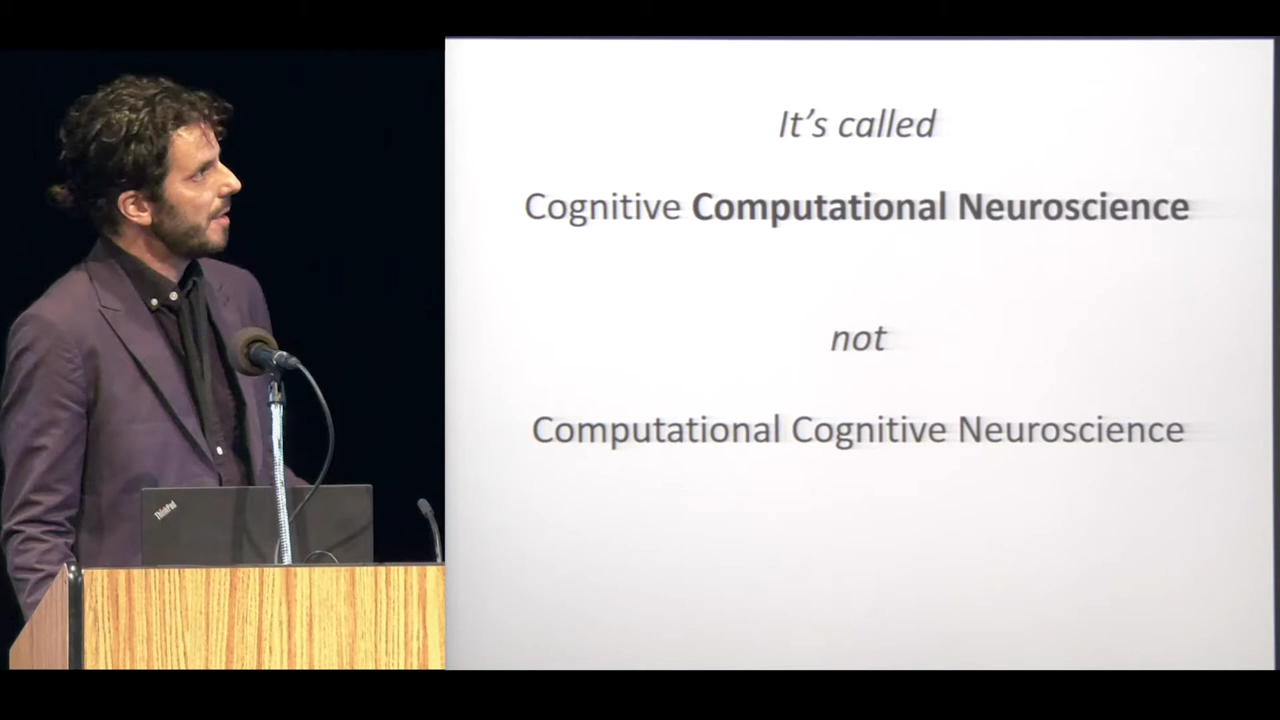 It's called
Cognitive Computational Neuroscience
not
Computational Cognitive Neuroscience
ThinkPad